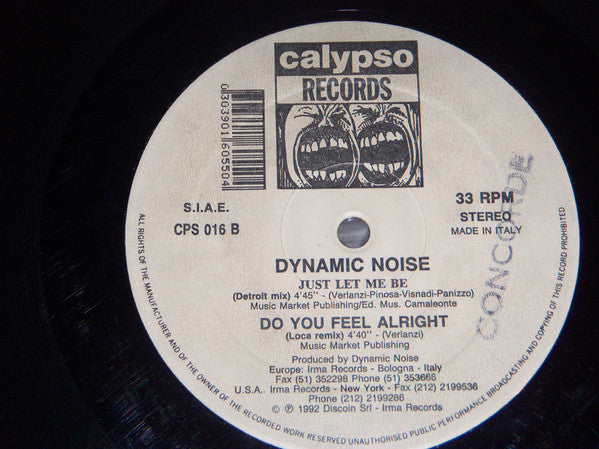 calypso
RECORDS
0303901605504
S.I.A.E.
CPS 016 B
33 RPM
STEREO
MADE IN ITALY
CONCORDE
DYNAMIC NOISE
JUST LET ME BE
(Detroit mix) 4'45'' - (Verlanzi-Pinosa-Visnadi-Panizzo)
Music Market Publishing/Ed. Mus. Camaleonte
DO YOU FEEL ALRIGHT
(Loca remix) 4'40'' - (Verlanzi)
Music Market Publishing
Produced by Dynamic Noise
Europe: Irma Records - Bologna - Italy
Fax (51) 352298 Phone (51) 353666
U.S.A. Irma Records - New York - Fax (212) 2199536
Phone (212) 2199286
© ℗ 1992 Discoin Srl - Irma Records
ALL RIGHTS OF THE MANUFACTURER AND OF THE OWNER OF THE RECORDED WORK RESERVED UNAUTHORISED PUBLIC PERFORMANCE BROADCASTING AND COPYING OF THIS RECORD PROHIBITED